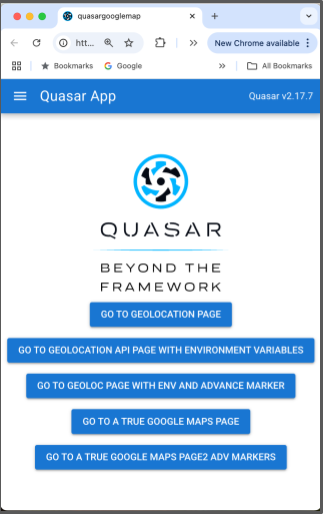 quasargooglemap
htt...
New Chrome available
Bookmarks
Google
All Bookmarks
Quasar App
Quasar v2.17.7
QUASAR
BEYOND THE
FRAMEWORK
GO TO GEOLOCATION PAGE
GO TO GEOLOCATION API PAGE WITH ENVIRONMENT VARIABLES
GO TO GEOLOC PAGE WITH ENV AND ADVANCE MARKER
GO TO A TRUE GOOGLE MAPS PAGE
GO TO A TRUE GOOGLE MAPS PAGE2 ADV MARKERS